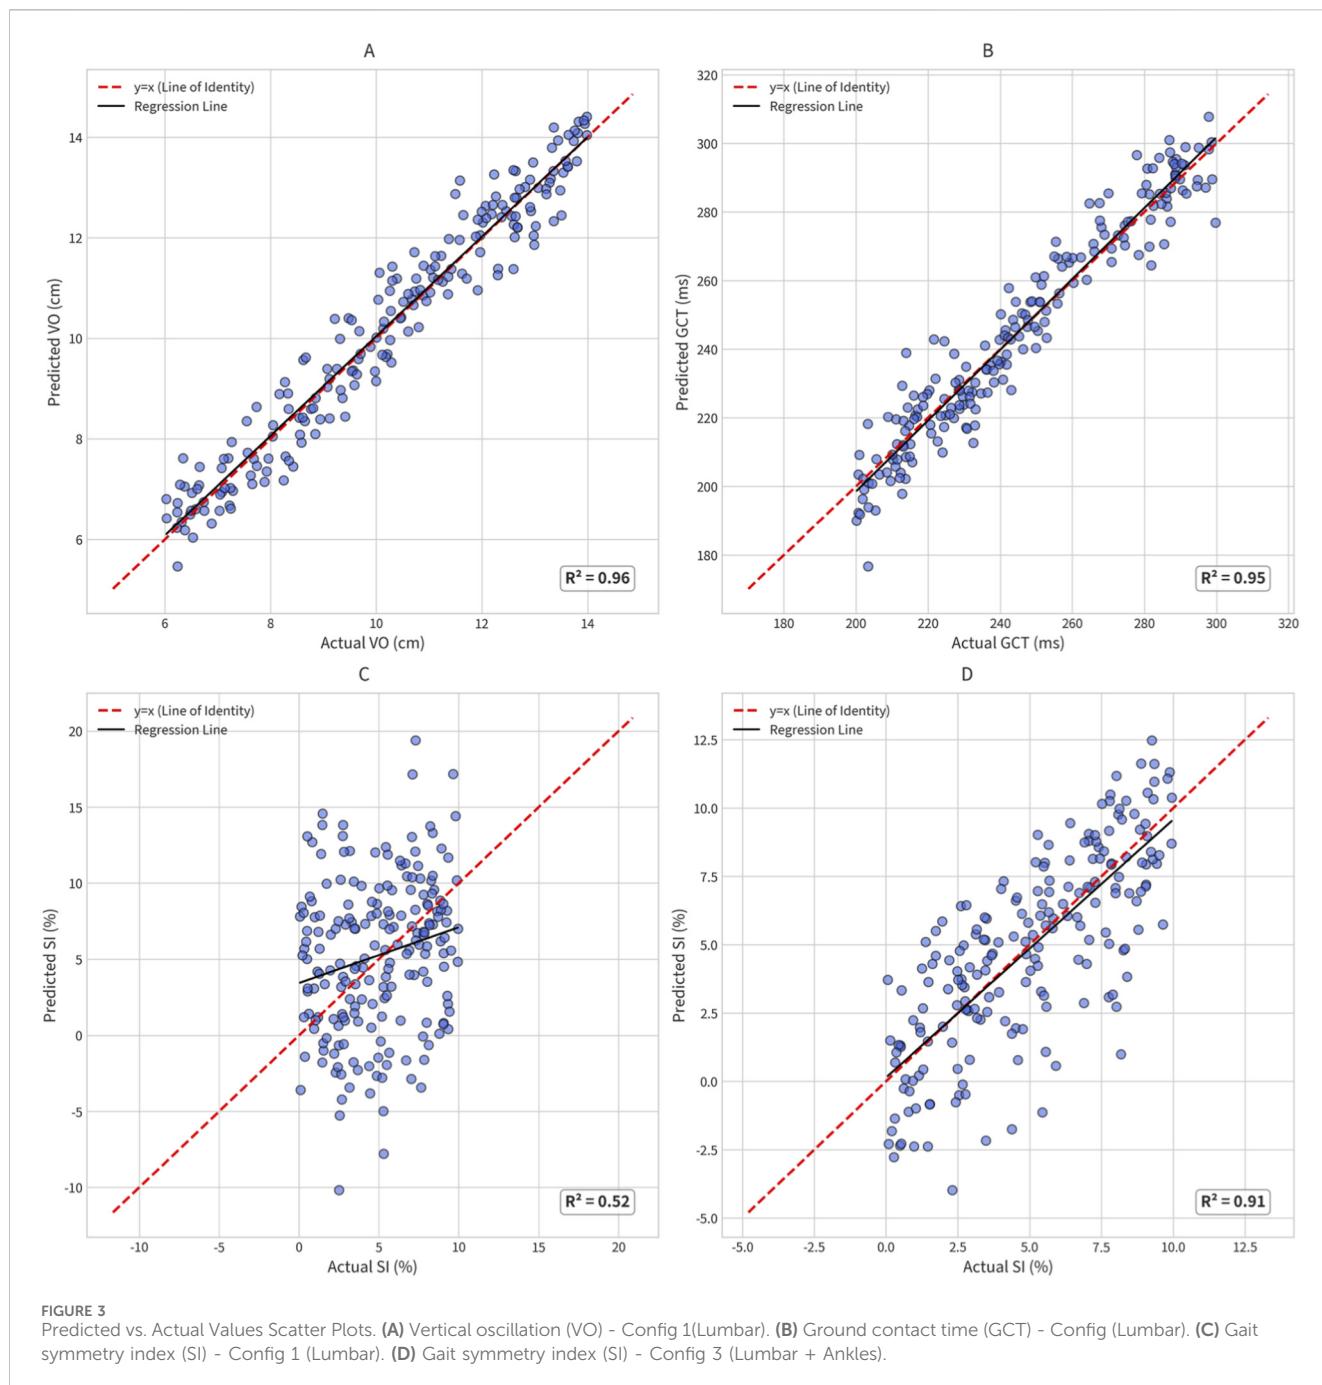 A
y=x (Line of Identity)
Regression Line
14
12
10
8
6
Predicted VO (cm)
R² = 0.96
6 8 10 12 14
Actual VO (cm)
B
y=x (Line of Identity)
Regression Line
320
300
280
260
240
220
200
180
Predicted GCT (ms)
R² = 0.95
180 200 220 240 260 280 300 320
Actual GCT (ms)
C
y=x (Line of Identity)
Regression Line
20
15
10
5
0
-5
-10
Predicted SI (%)
R² = 0.52
-10 -5 0 5 10 15 20
Actual SI (%)
D
y=x (Line of Identity)
Regression Line
12.5
10.0
7.5
5.0
2.5
0.0
-2.5
-5.0
Predicted SI (%)
R² = 0.91
-5.0 -2.5 0.0 2.5 5.0 7.5 10.0 12.5
Actual SI (%)
FIGURE 3
Predicted vs. Actual Values Scatter Plots. (A) Vertical oscillation (VO) - Config 1(Lumbar). (B) Ground contact time (GCT) - Config (Lumbar). (C) Gait
symmetry index (SI) - Config 1 (Lumbar). (D) Gait symmetry index (SI) - Config 3 (Lumbar + Ankles).